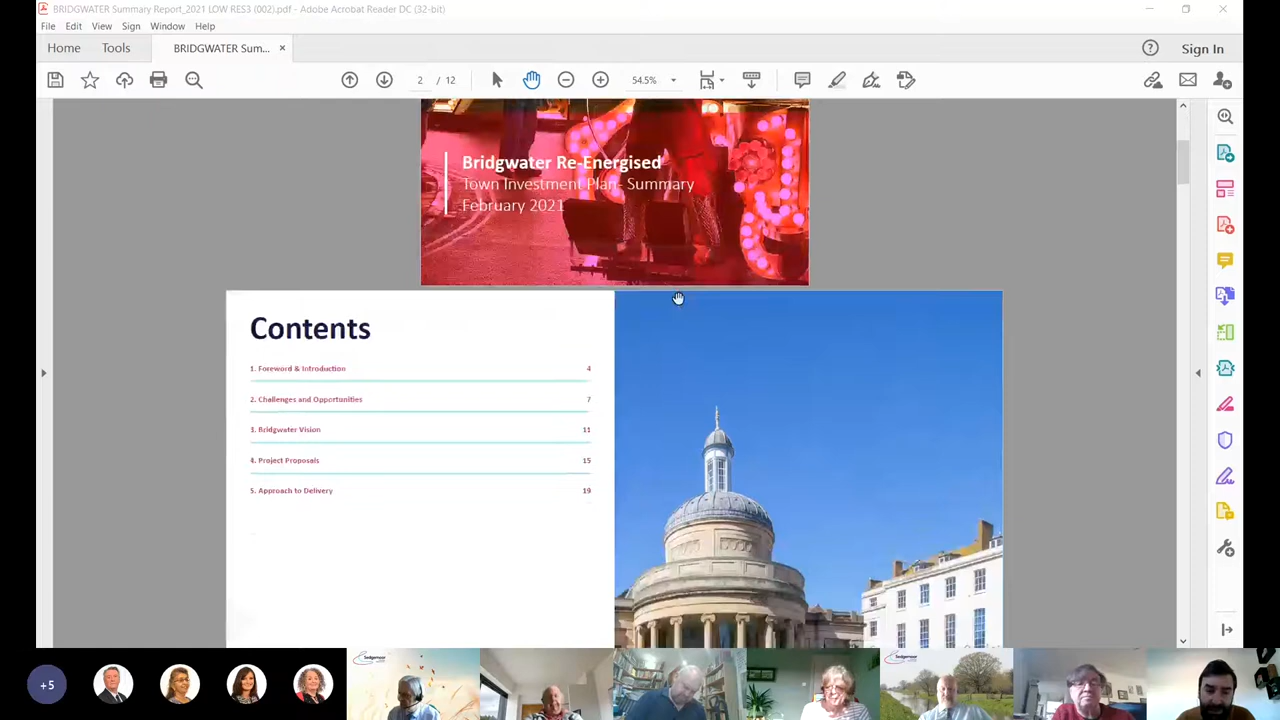 BRIDGWATER Summary Report_2021 LOW RES3 (002).pdf - Adobe Acrobat Reader DC (32-bit)
File Edit View Sign Window Help
Home Tools BRIDGWATER Sum... ×
Sign In
2 / 12 54.5%
Bridgwater Re-Energised
Town Investment Plan- Summary
February 2021
Contents
1. Foreword & Introduction 4
2. Challenges and Opportunities 7
3. Bridgwater Vision 11
4. Project Proposals 15
5. Approach to Delivery 19
+5
Sedgemoor
Sedgemoor